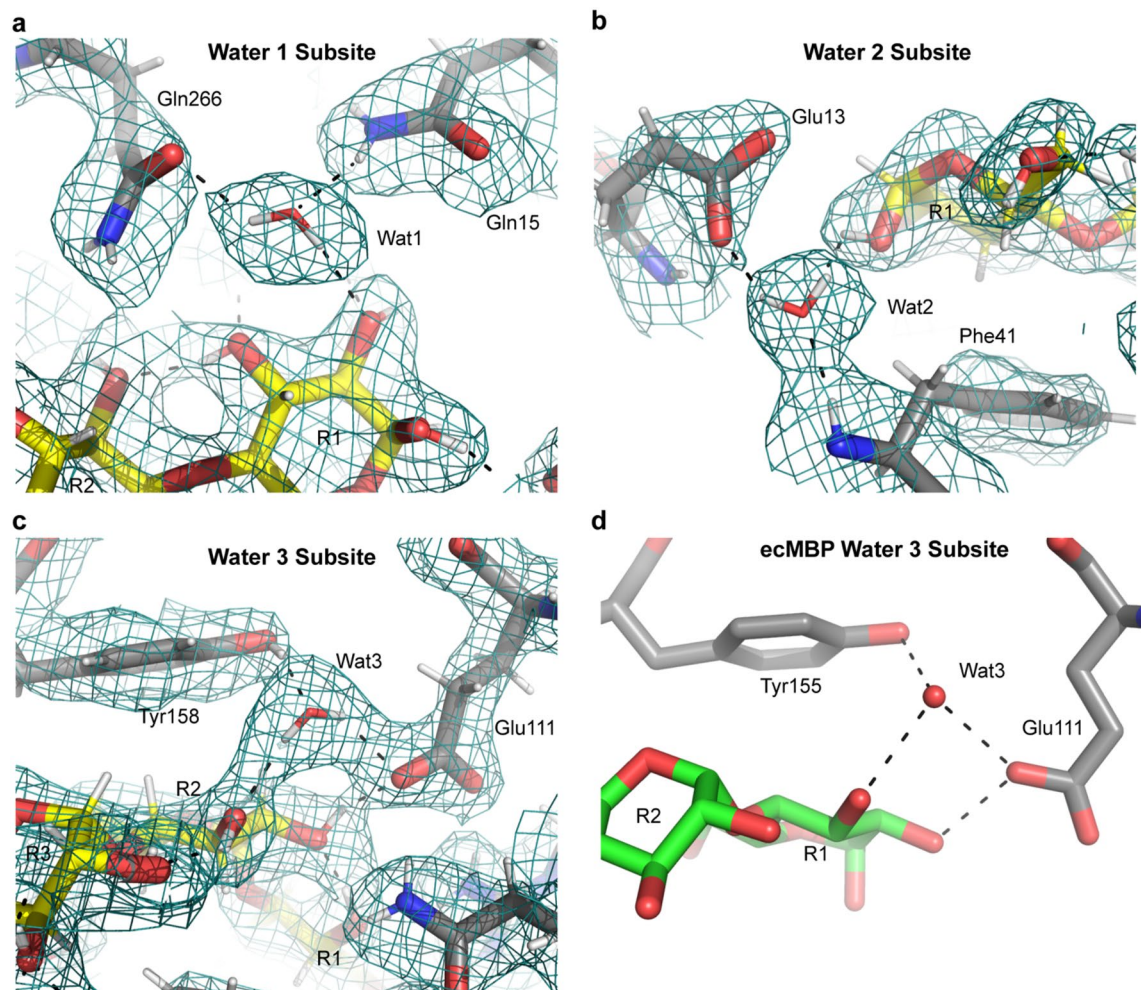 a
Water 1 Subsite
Gln266
Gln15
Wat1
R1
R2
b
Water 2 Subsite
Glu13
R1
Wat2
Phe41
c
Water 3 Subsite
Wat3
Tyr158
Glu111
R2
R3
R1
d
ecMBP Water 3 Subsite
Wat3
Tyr155
Glu111
R2
R1